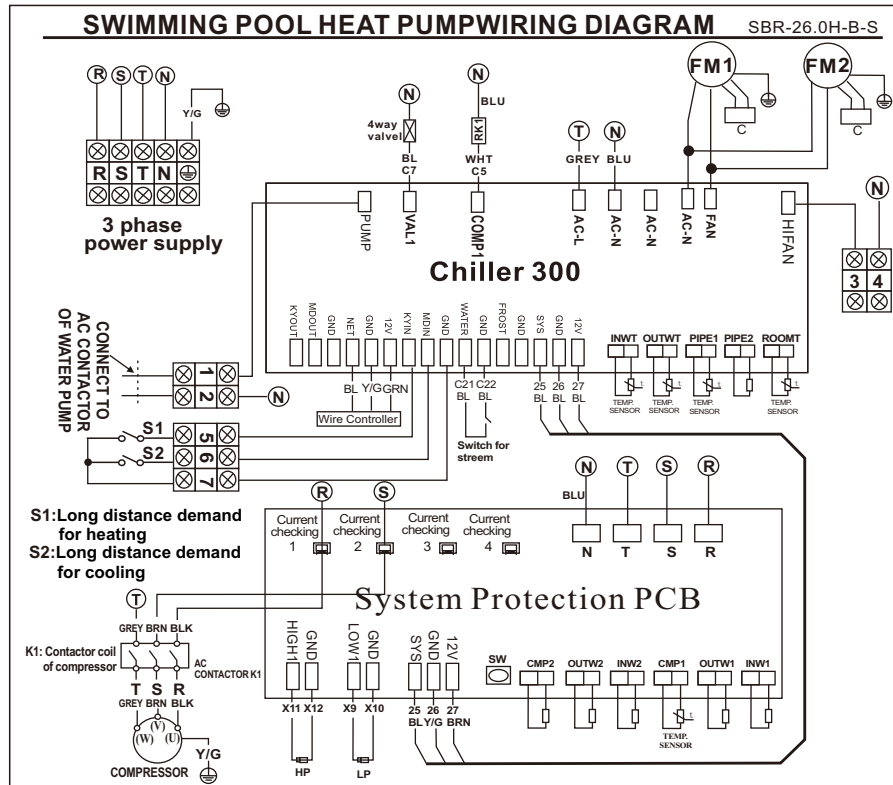 SWIMMING POOL HEAT PUMPWIRING DIAGRAM SBR-26.0H-B-S
R S T N
Y/G
R S T N
3 phase
power supply
N
4way
valvel
BL
C7
N
BLU
RK1
WHT
C5
T
GREY
N
BLU
FM1
C
FM2
C
N
3 4
PUMP
VAL1
COMP1
AC-L
AC-N
AC-N
AC-N
FAN
HIFAN
Chiller 300
KYOUT
MDOUT
GND
NET
GND
12V
KYIN
MDIN
GND
WATER
GND
FROST
GND
SYS
GND
12V
INWT OUTWT PIPE1 PIPE2 ROOMT
TEMP.
SENSOR
t
TEMP.
SENSOR
t
TEMP.
SENSOR
t
TEMP.
SENSOR
t
BL Y/G GRN
Wire Controller
C21 C22
BL BL
Switch for
streem
25 26 27
BL BL BL
CONNECT TO
AC CONTACTOR
OF WATER PUMP
1
2
N
S1
S2
5
6
7
S1:Long distance demand
for heating
S2:Long distance demand
for cooling
R
S
N T S R
BLU
N T S R
Current
checking
1
Current
checking
2
Current
checking
3
Current
checking
4
System Protection PCB
HIGH1
GND
LOW1
GND
SYS
GND
12V
SW
CMP2 OUTW2 INW2 CMP1 OUTW1 INW1
t
TEMP.
SENSOR
X11 X12
HP
X9 X10
LP
25 26 27
BL Y/G BRN
T
GREY BRN BLK
K1: Contactor coil
of compressor
AC
CONTACTOR K1
T S R
GREY BRN BLK
(W) (V) (U)
Y/G
COMPRESSOR